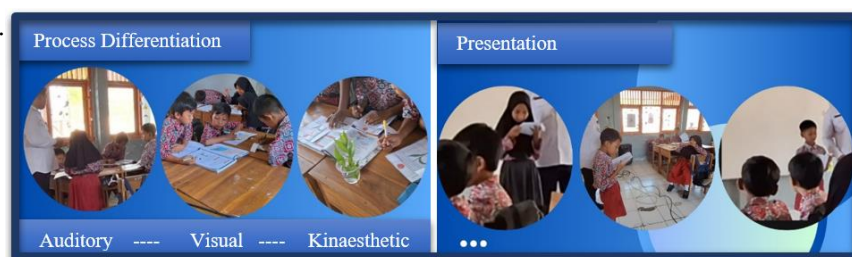 Process Differentiation
Auditory ---- Visual ---- Kinaesthetic
Presentation